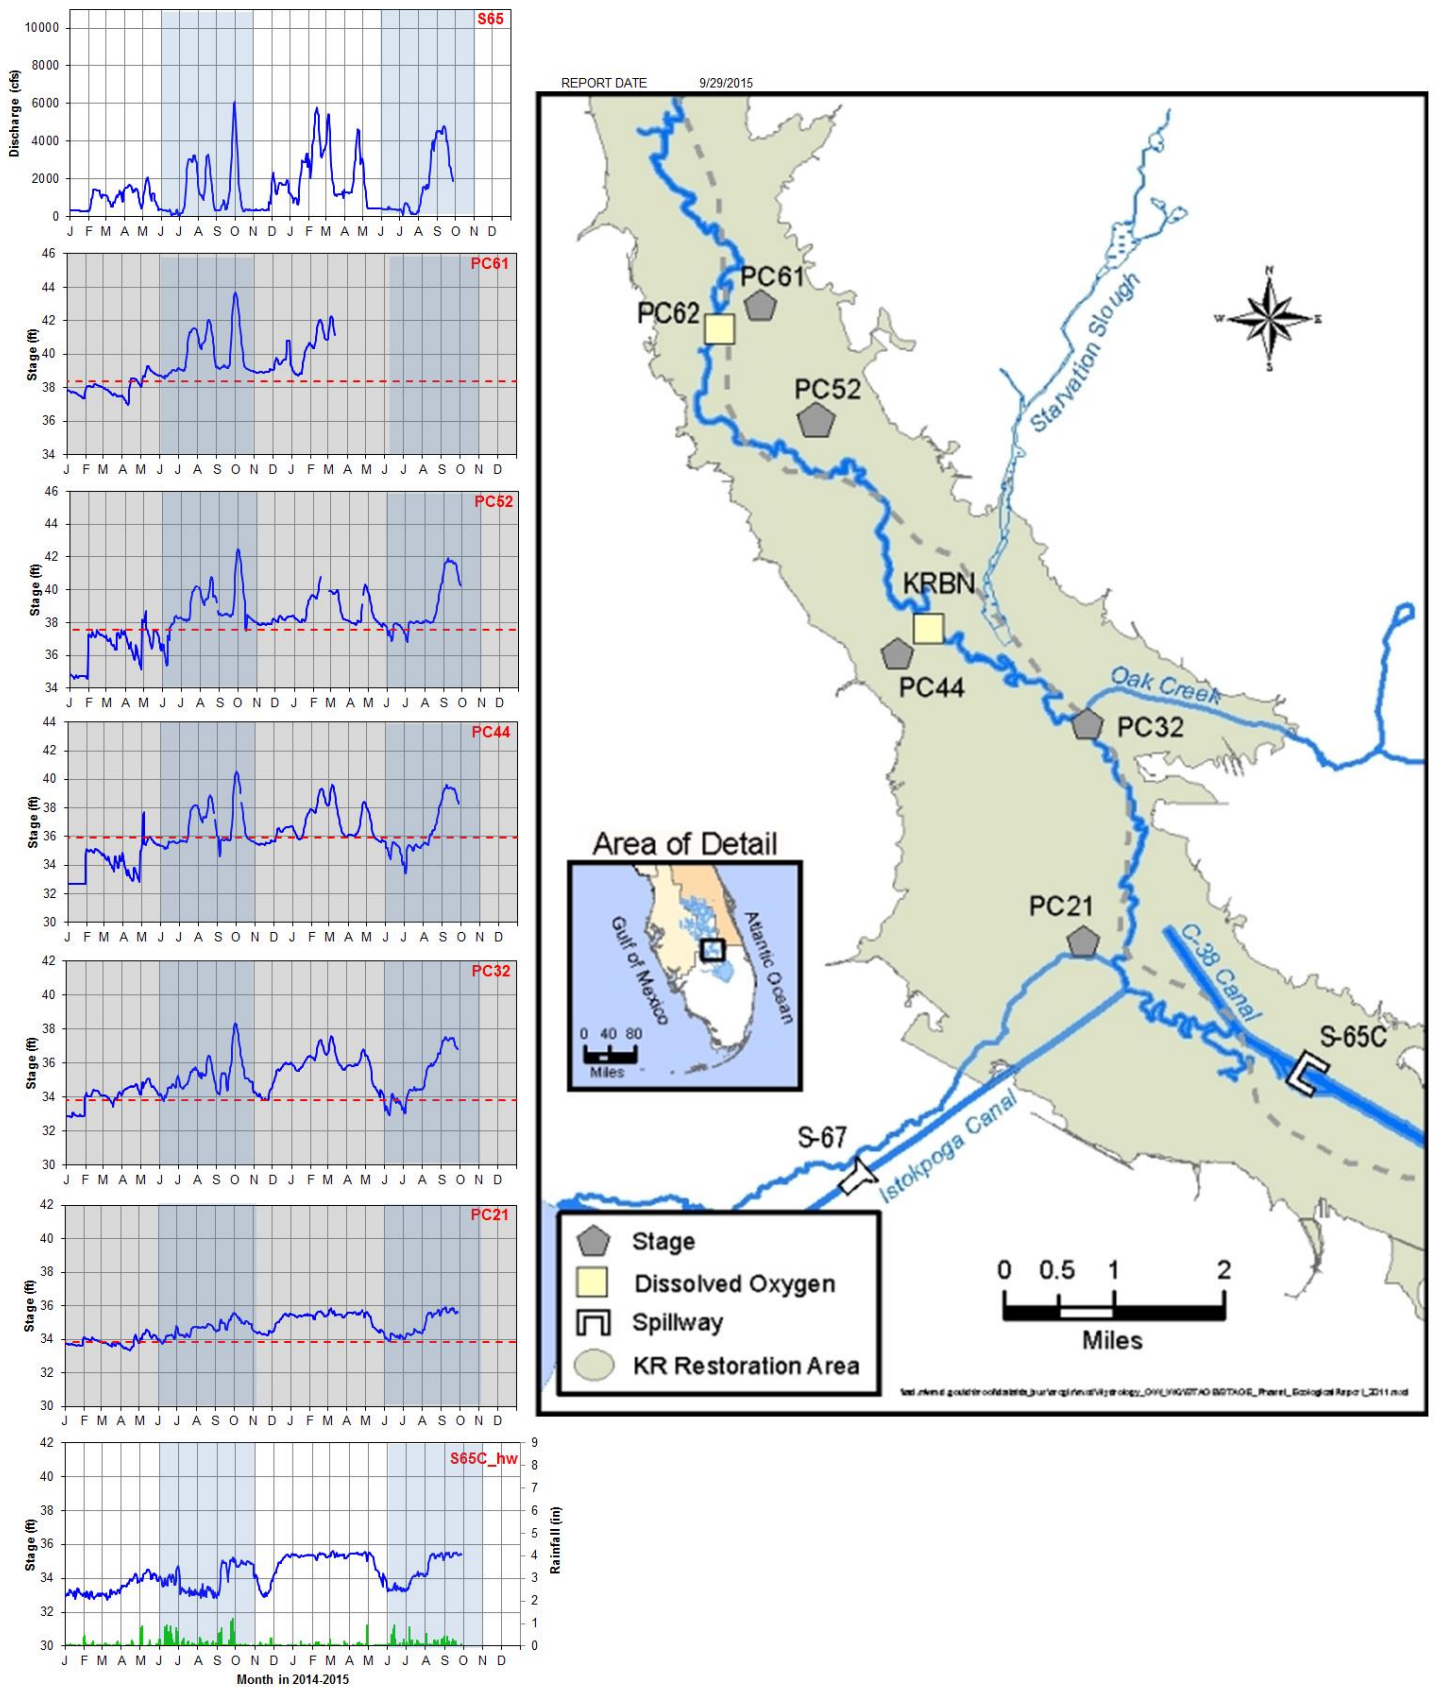 S65
10000
8000
6000
4000
2000
0
Discharge (cfs)
J F M A M J J A S O N D J F M A M J J A S O N D
PC61
46
44
42
40
38
36
34
Stage (ft)
J F M A M J J A S O N D J F M A M J J A S O N D
PC52
46
44
42
40
38
36
34
Stage (ft)
J F M A M J J A S O N D J F M A M J J A S O N D
PC44
44
42
40
38
36
34
32
30
Stage (ft)
J F M A M J J A S O N D J F M A M J J A S O N D
PC32
42
40
38
36
34
32
30
Stage (ft)
J F M A M J J A S O N D J F M A M J J A S O N D
PC21
42
40
38
36
34
32
30
Stage (ft)
J F M A M J J A S O N D J F M A M J J A S O N D
S65C_hw
42
40
38
36
34
32
30
Stage (ft)
9
8
7
6
5
4
3
2
1
0
Rainfall (in)
J F M A M J J A S O N D J F M A M J J A S O N D
Month in 2014-2015
REPORT DATE 9/29/2015
PC61
PC62
PC52
Starvation Slough
N
W E
S
KRBN
PC44
Oak Creek
PC32
PC21
C-38 Canal
S-65C
S-67
Istokpoga Canal
Area of Detail
Gulf of Mexico
Atlantic Ocean
0 40 80
Miles
Stage
Dissolved Oxygen
Spillway
KR Restoration Area
0 0.5 1 2
Miles